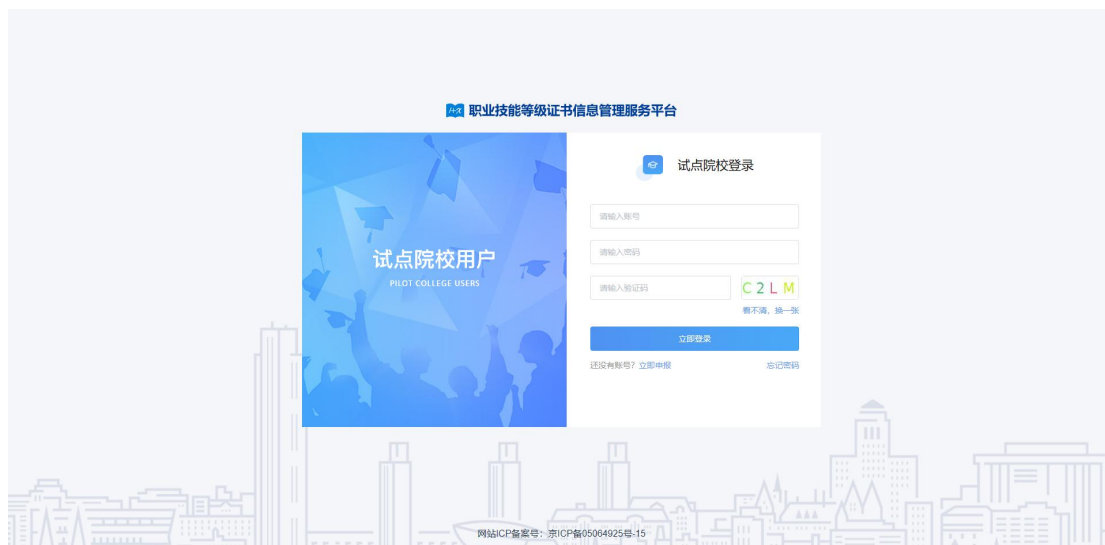 1+X 职业技能等级证书信息管理服务平台
试点院校用户
PILOT COLLEGE USERS
试点院校登录
请输入账号
请输入密码
请输入验证码
C 2 L M
看不清，换一张
立即登录
还没有账号？立即申报
忘记密码
网站ICP备案号：京ICP备05064925号-15